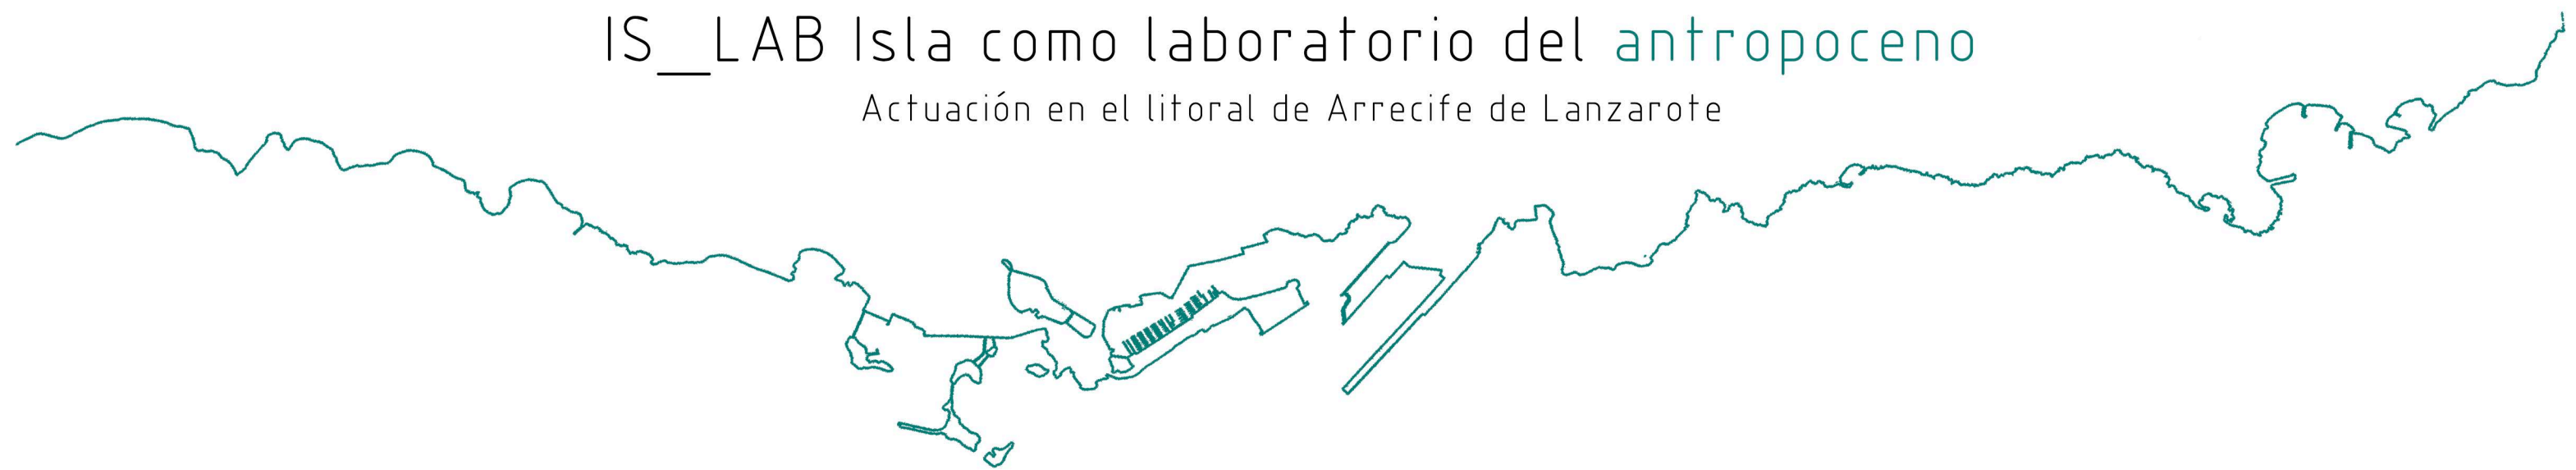 IS_LAB Isla como laboratorio del antropoceno
Actuación en el litoral de Arrecife de Lanzarote